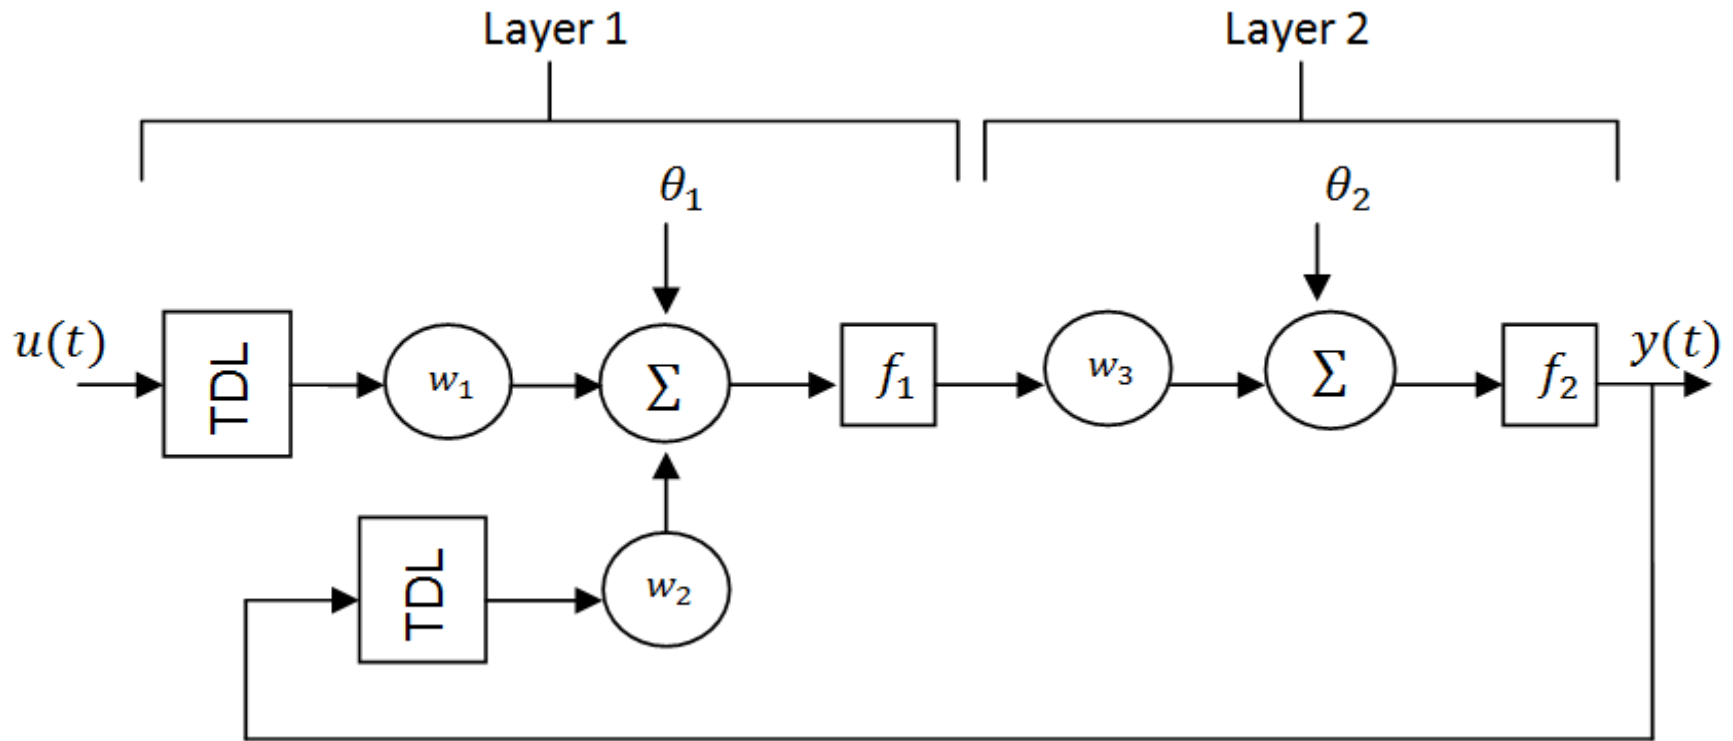 Layer 1
Layer 2
θ₁
θ₂
u(t)
TDL
w₁
∑
f₁
w₃
∑
f₂
y(t)
TDL
w₂